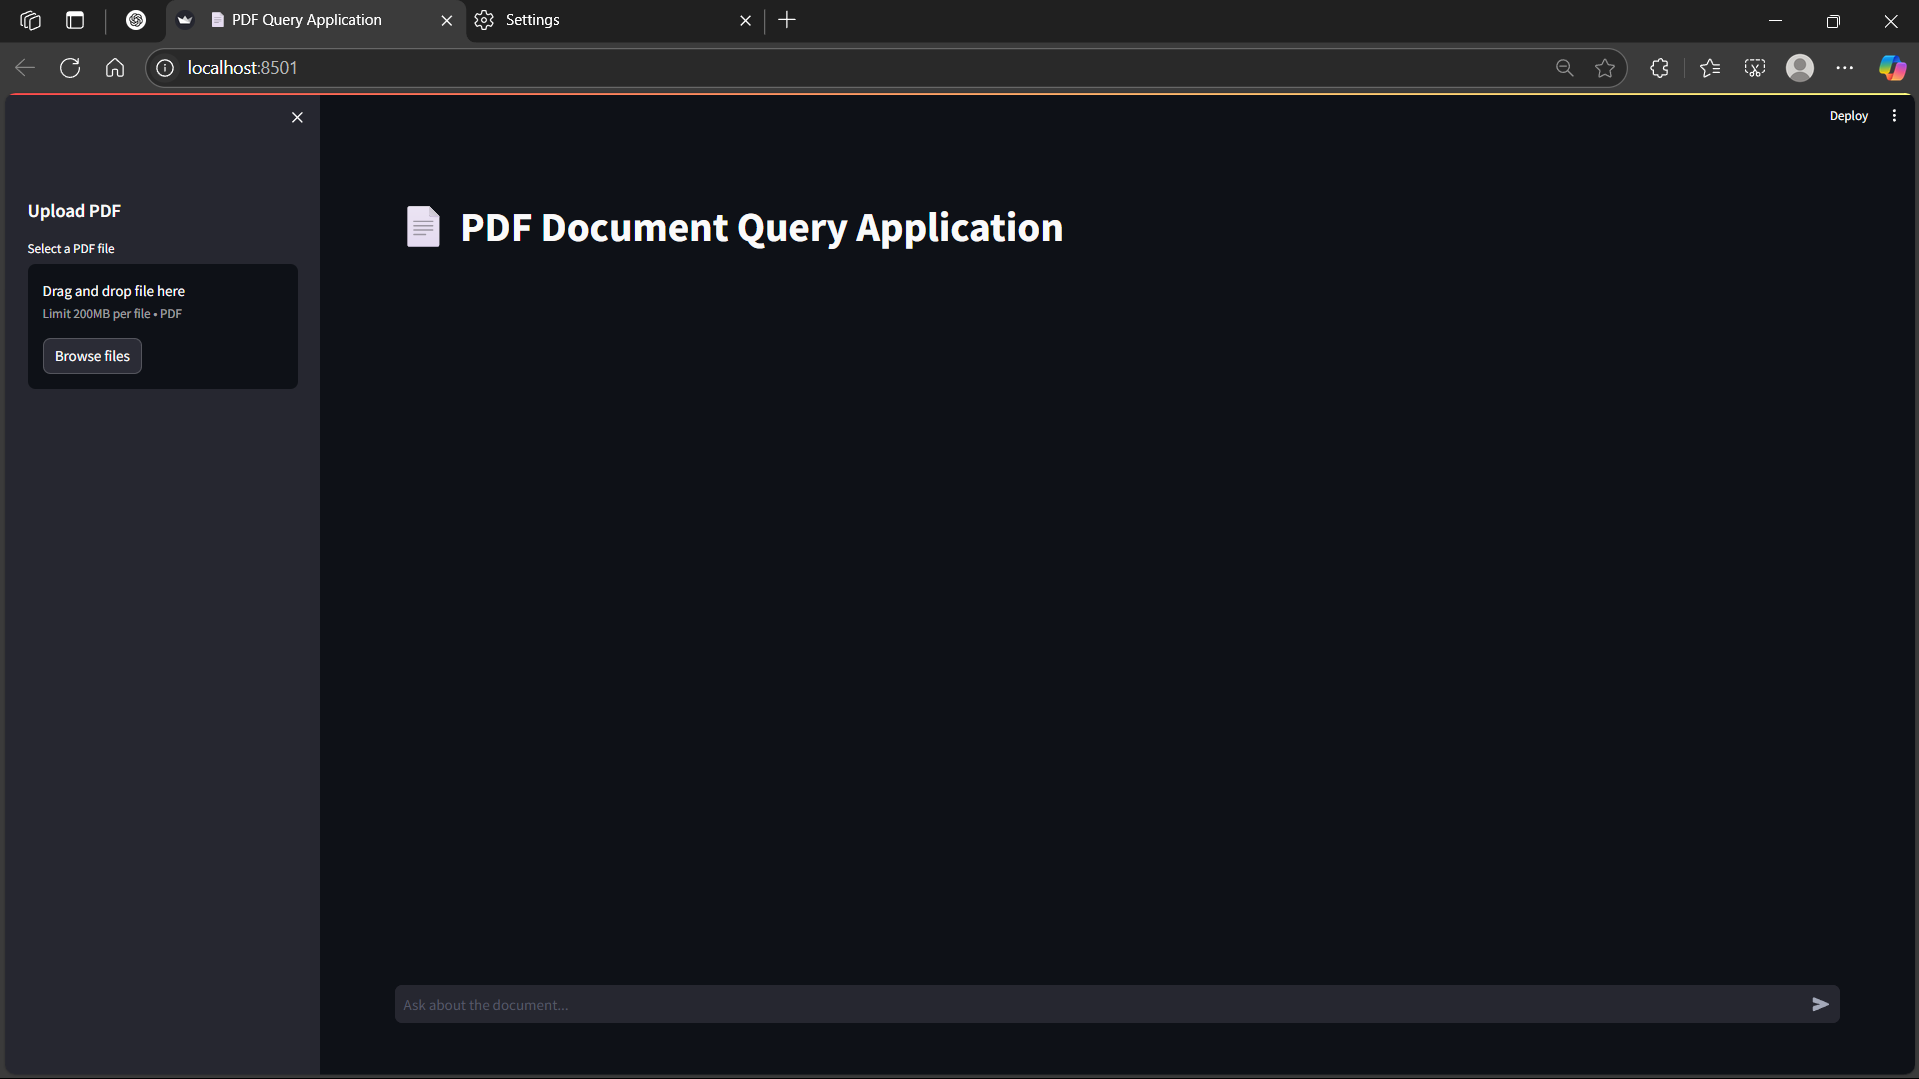 PDF Query Application
Settings
localhost:8501
Deploy
Upload PDF
Select a PDF file
Drag and drop file here
Limit 200MB per file • PDF
Browse files
PDF Document Query Application
Ask about the document...